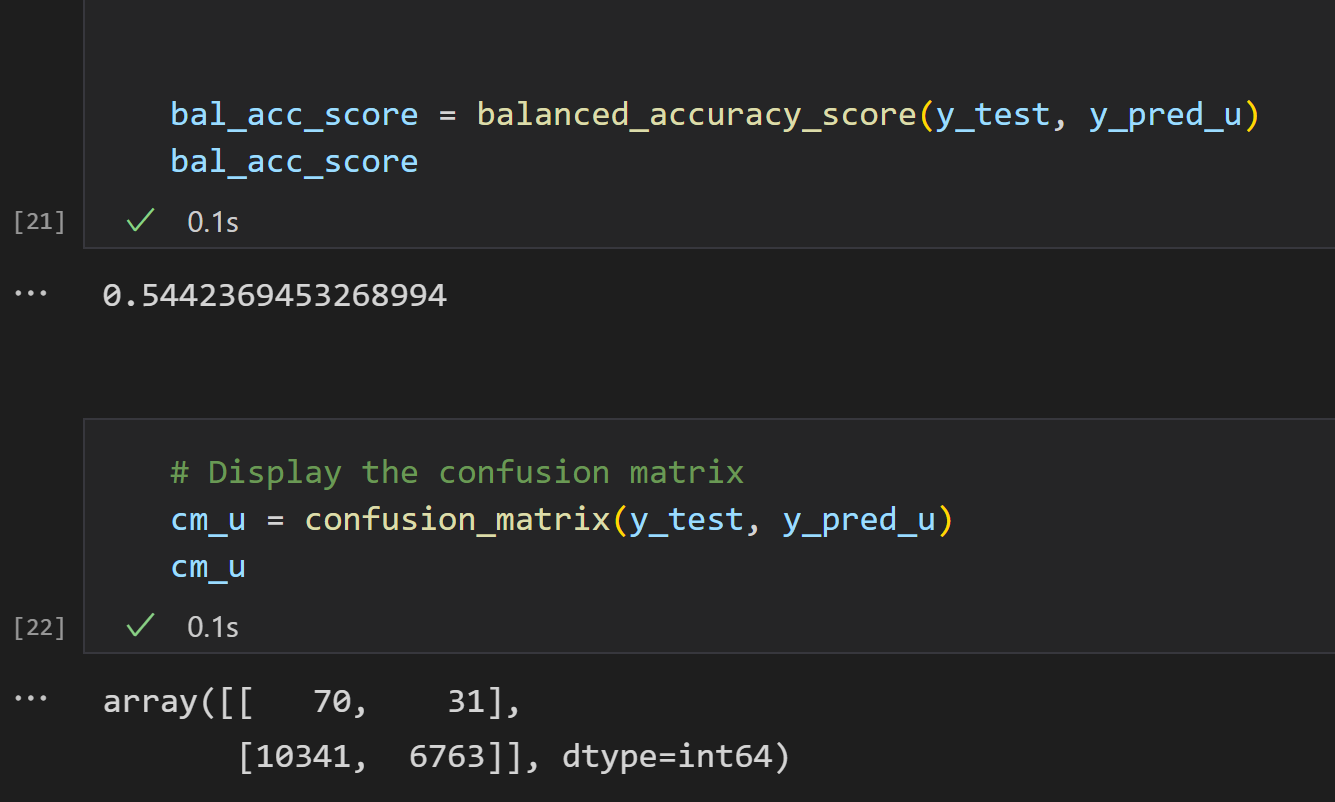 bal_acc_score = balanced_accuracy_score(y_test, y_pred_u)
bal_acc_score
[21] ✓ 0.1s
... 0.5442369453268994
# Display the confusion matrix
cm_u = confusion_matrix(y_test, y_pred_u)
cm_u
[22] ✓ 0.1s
... array([[   70,    31],
       [10341,  6763]], dtype=int64)